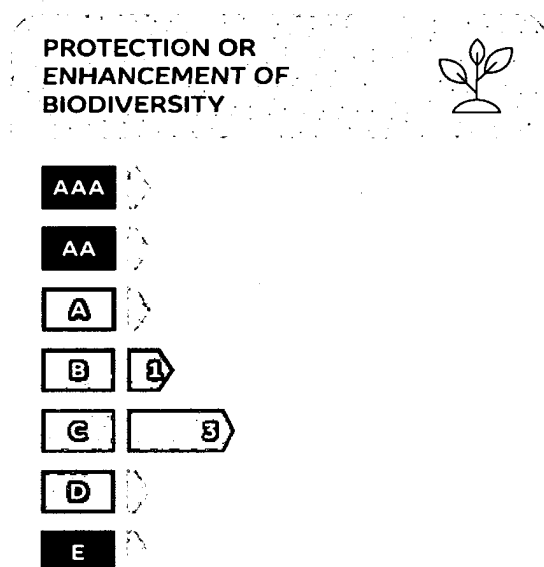 PROTECTION OR
ENHANCEMENT OF
BIODIVERSITY
AAA
AA
A
B 1
C 3
D
E